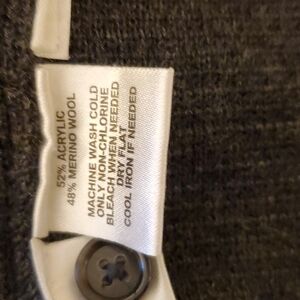 52% ACRYLIC
48% MERINO WOOL
MACHINE WASH COLD
ONLY NON-CHLORINE
BLEACH WHEN NEEDED
DRY FLAT
COOL IRON IF NEEDED